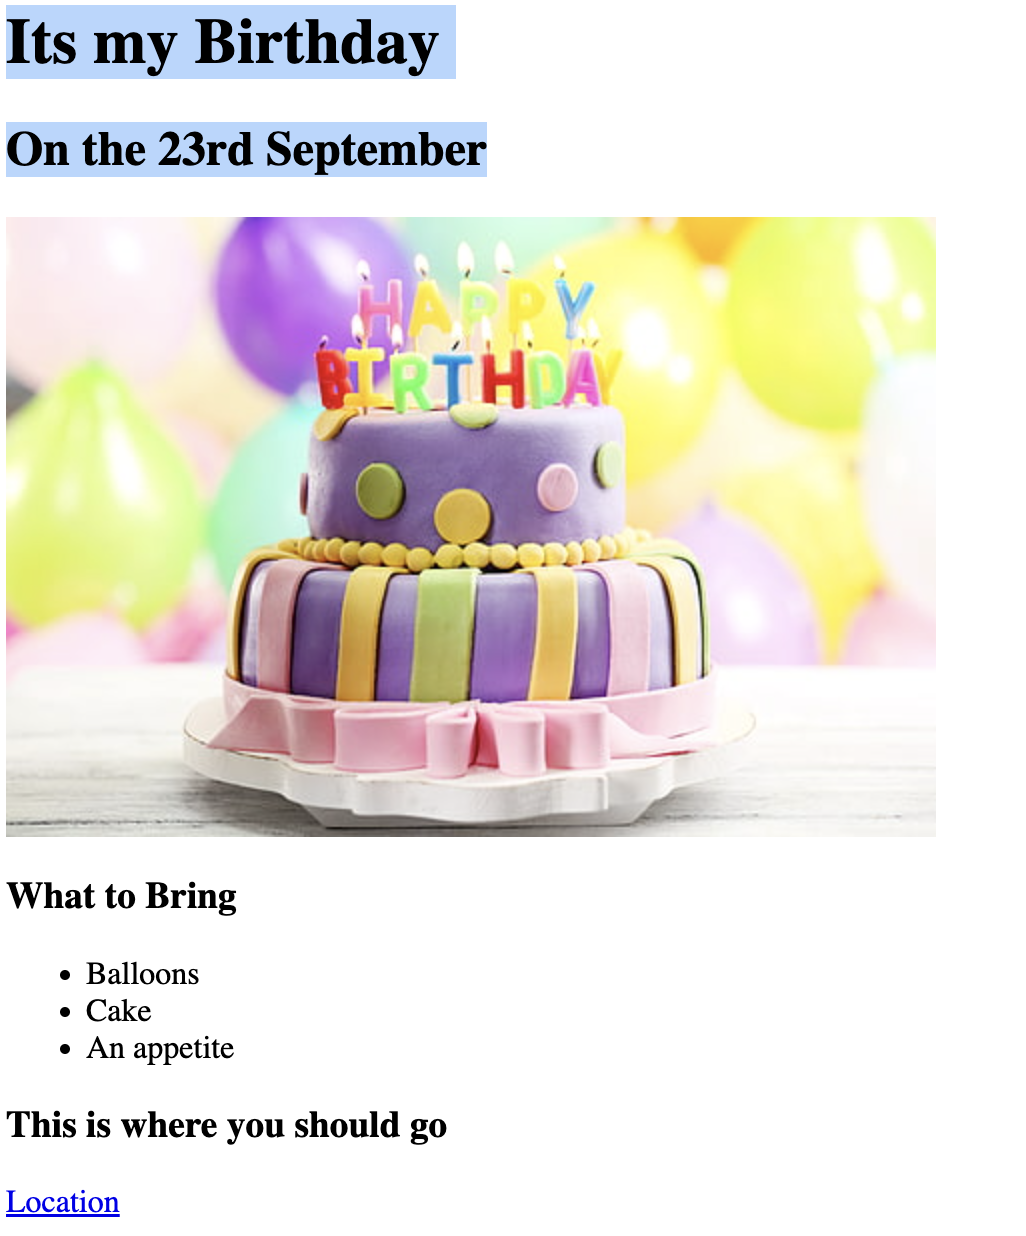 Its my Birthday
On the 23rd September
HAPPY
BIRTHDAY
What to Bring
Balloons
Cake
An appetite
This is where you should go
Location